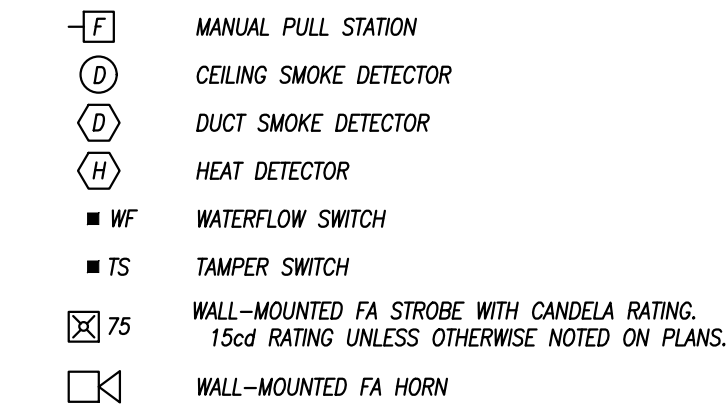 F MANUAL PULL STATION
D CEILING SMOKE DETECTOR
D DUCT SMOKE DETECTOR
H HEAT DETECTOR
WF WATERFLOW SWITCH
TS TAMPER SWITCH
75 WALL-MOUNTED FA STROBE WITH CANDELA RATING.
15cd RATING UNLESS OTHERWISE NOTED ON PLANS.
WALL-MOUNTED FA HORN